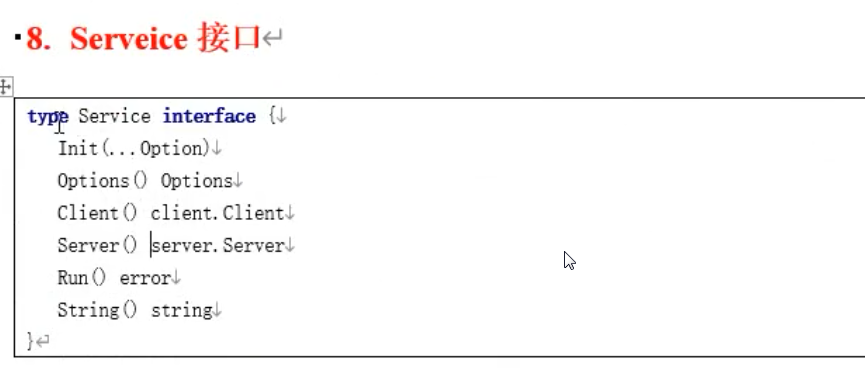 8. Serveice 接口
type Service interface {
Init(...Option)
Options() Options
Client() client.Client
Server() server.Server
Run() error
String() string
}